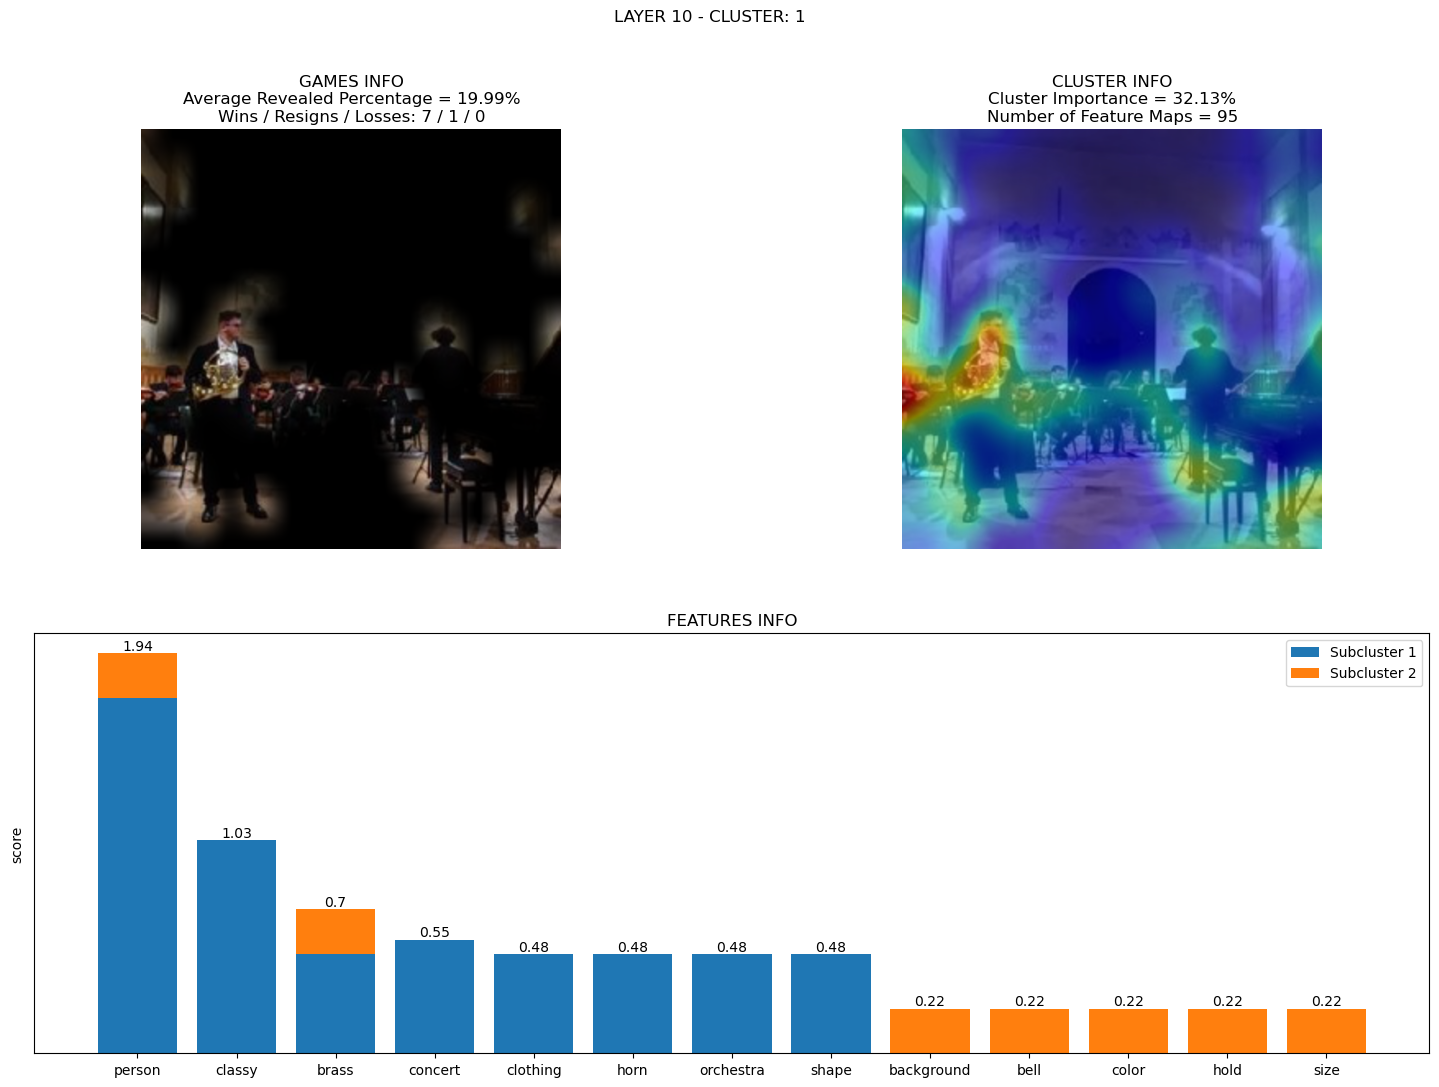 LAYER 10 - CLUSTER: 1
GAMES INFO
Average Revealed Percentage = 19.99%
Wins / Resigns / Losses: 7 / 1 / 0
CLUSTER INFO
Cluster Importance = 32.13%
Number of Feature Maps = 95
FEATURES INFO
Subcluster 1
Subcluster 2
score
1.94
1.03
0.7
0.55
0.48
0.48
0.48
0.48
0.22
0.22
0.22
0.22
0.22
person
classy
brass
concert
clothing
horn
orchestra
shape
background
bell
color
hold
size